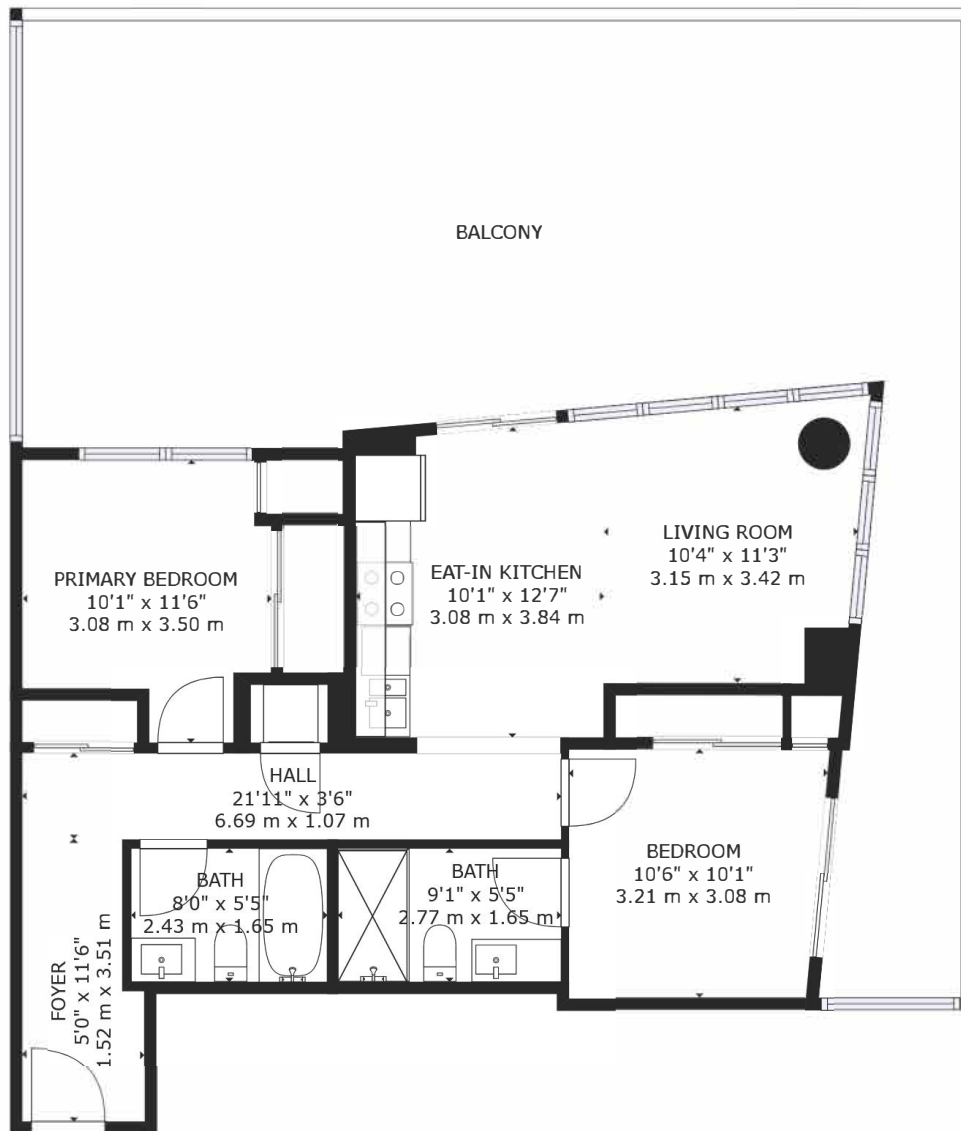 BALCONY
LIVING ROOM
10'4" x 11'3"
3.15 m x 3.42 m
EAT-IN KITCHEN
10'1" x 12'7"
3.08 m x 3.84 m
PRIMARY BEDROOM
10'1" x 11'6"
3.08 m x 3.50 m
HALL
21'11" x 3'6"
6.69 m x 1.07 m
BEDROOM
10'6" x 10'1"
3.21 m x 3.08 m
BATH
8'0" x 5'5"
2.43 m x 1.65 m
BATH
9'1" x 5'5"
2.77 m x 1.65 m
FOYER
5'0" x 11'6"
1.52 m x 3.51 m